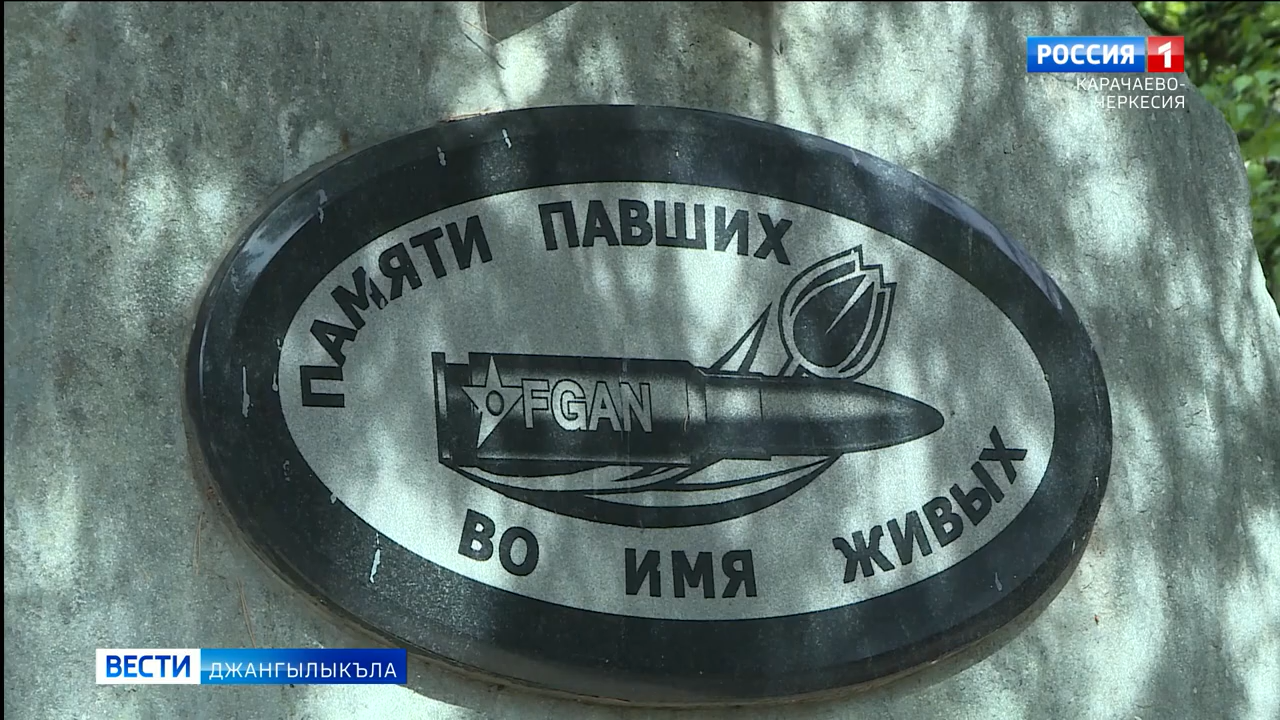 РОССИЯ 1
КАРАЧАЕВО-
ЧЕРКЕСИЯ
ПАМЯТИ ПАВШИХ
FGAN
ВО ИМЯ ЖИВЫХ
ВЕСТИ ДЖАНГЫЛЫКЪЛА